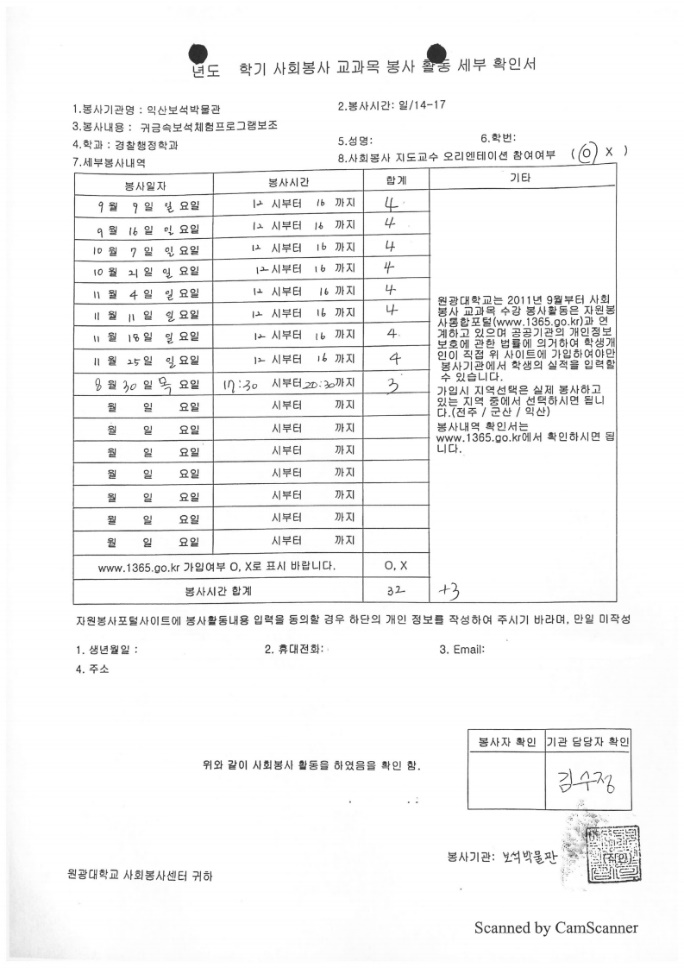 년도 학기 사회봉사 교과목 봉사 활동 세부 확인서
1.봉사기관명 : 익산보석박물관
2.봉사시간: 일/14-17
3.봉사내용 : 귀금속보석체험프로그램보조
4.학과 : 경찰행정학과
5.성명:
6.학번:
7.세부봉사내역
8.사회봉사 지도교수 오리엔테이션 참여여부 ( O X )
봉사일자 봉사시간 합계 기타
9 월 9 일 일 요일 12 시부터 16 까지 4
9 월 16 일 일 요일 12 시부터 16 까지 4
10 월 7 일 일 요일 12 시부터 16 까지 4
10 월 21 일 일 요일 12 시부터 16 까지 4
11 월 4 일 일 요일 12 시부터 16 까지 4
11 월 11 일 일 요일 12 시부터 16 까지 4
11 월 18 일 일 요일 12 시부터 16 까지 4
11 월 25 일 일 요일 12 시부터 16 까지 4
8 월 30 일 목 요일 17:30 시부터 20:30 까지 3
월 일 요일 시부터 까지
월 일 요일 시부터 까지
월 일 요일 시부터 까지
월 일 요일 시부터 까지
월 일 요일 시부터 까지
월 일 요일 시부터 까지
월 일 요일 시부터 까지
원광대학교는 2011년 9월부터 사회
봉사 교과목 수강 봉사활동은 자원봉
사통합포털(www.1365.go.kr)과 연
계하고 있으며 공공기관의 개인정보
보호에 관한 법률에 의거하여 학생개
인이 직접 위 사이트에 가입하여야만
봉사기관에서 학생의 실적을 입력할
수 있습니다.
가입시 지역선택은 실제 봉사하고
있는 지역 중에서 선택하시면 됩니
다.(전주 / 군산 / 익산)
봉사내역 확인서는
www.1365.go.kr에서 확인하시면 됩
니다.
www.1365.go.kr 가입여부 O, X로 표시 바랍니다. O, X
봉사시간 합계 32 +3
자원봉사포털사이트에 봉사활동내용 입력을 동의할 경우 하단의 개인 정보를 작성하여 주시기 바라며, 만일 미작성
1. 생년월일 :
2. 휴대전화:
3. Email:
4. 주소
봉사자 확인 기관 담당자 확인
김수정
위와 같이 사회봉시 활동을 하였음을 확인 함.
봉사기관: 보석박물관 (직인)
원광대학교 사회봉사센터 귀하
Scanned by CamScanner